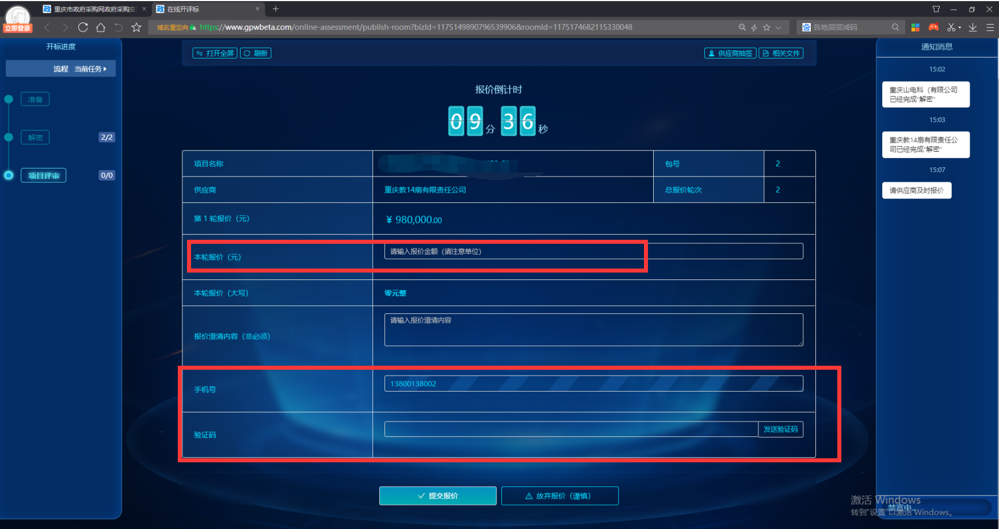 重庆市政府采购网政府采购交
在线开评标
立即登录
域名重定向 https://www.gpwbeta.com/online-assessment/publish-room?bizId=1175149890796539906&roomId=1175174682115330048
各地层层减码
开标进度
流程 当前任务
准备
解密 2/2
项目评审 0/0
打开全屏 刷新
供应商抽签 相关文件
报价倒计时
09 分 36 秒
项目名称 包号 2
供应商 重庆教14扇有限责任公司 总报价轮次 2
第 1 轮报价（元） ¥ 980,000.00
本轮报价（元） 请输入报价金额（请注意单位）
本轮报价（大写） 零元整
报价澄清内容（非必须） 请输入报价澄清内容
手机号 13800138002
验证码 发送验证码
提交报价 放弃报价（谨慎）
通知消息
15:02
重庆山电科（有限公司
已经完成"解密"
15:03
重庆教14扇有限责任公
司已经完成"解密"
15:07
请供应商及时报价
禁言中
激活 Windows
转到"设置"以激活 Windows。